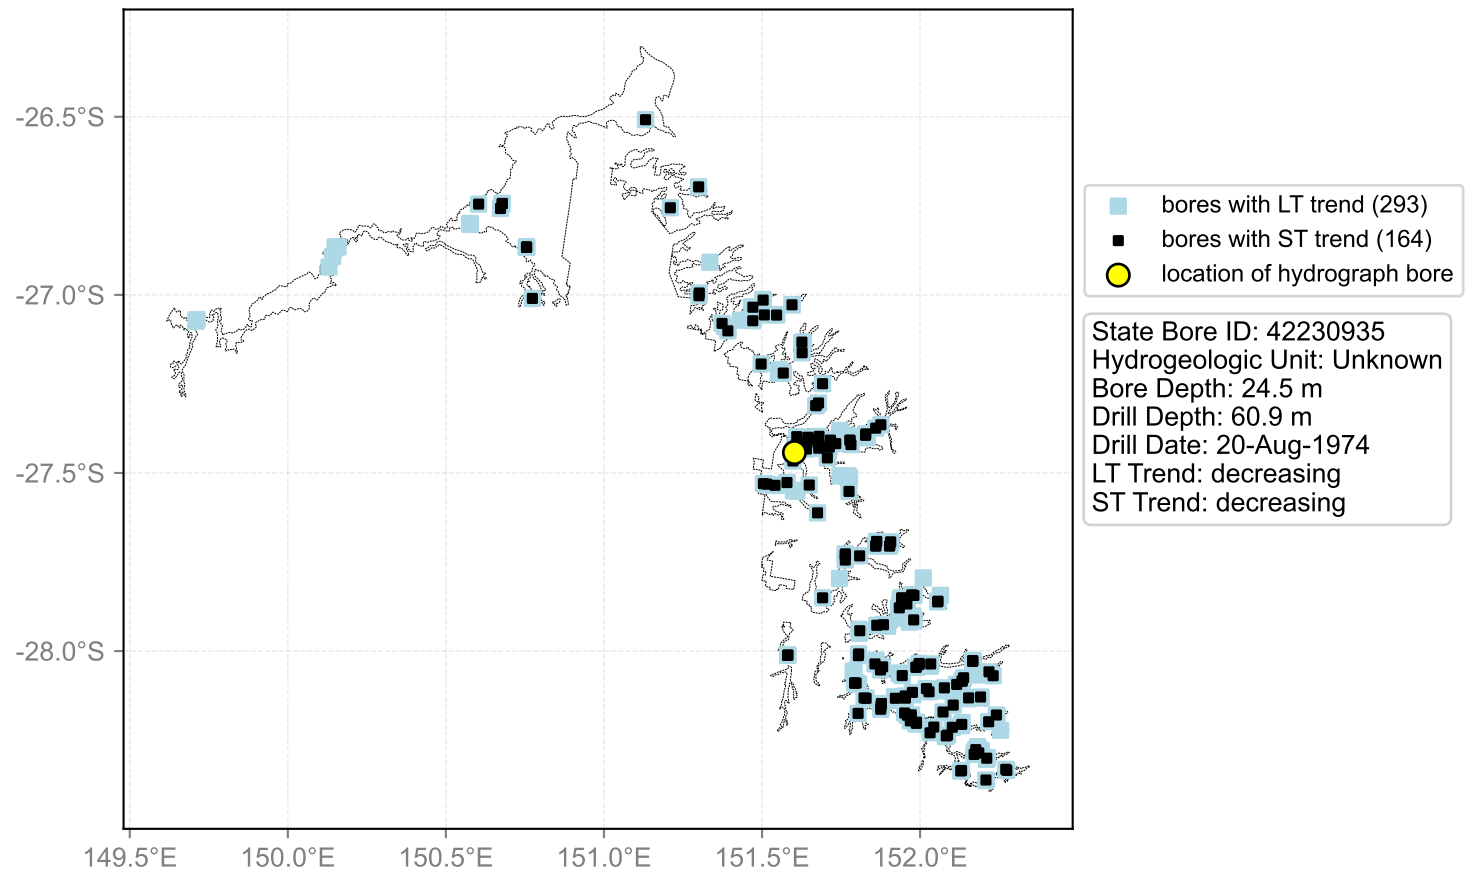 -26.5°S
-27.0°S
-27.5°S
-28.0°S
149.5°E 150.0°E 150.5°E 151.0°E 151.5°E 152.0°E
bores with LT trend (293)
bores with ST trend (164)
location of hydrograph bore
State Bore ID: 42230935
Hydrogeologic Unit: Unknown
Bore Depth: 24.5 m
Drill Depth: 60.9 m
Drill Date: 20-Aug-1974
LT Trend: decreasing
ST Trend: decreasing